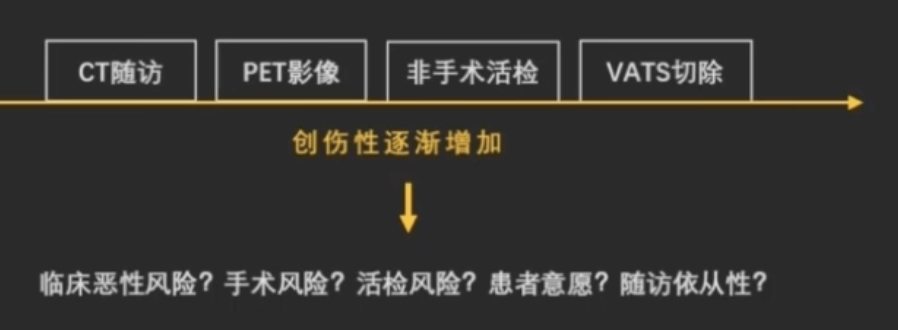 CT随访 PET影像 非手术活检 VATS切除
创伤性逐渐增加
临床恶性风险？手术风险？活检风险？患者意愿？随访依从性？